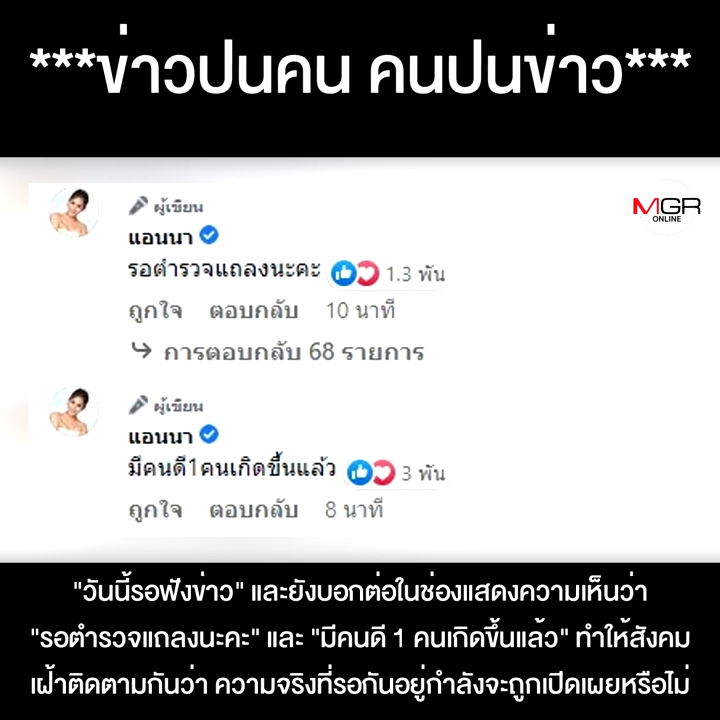 ***ข่าวปนคน คนปนข่าว***
MGR
ONLINE
ผู้เขียน
แอนนา
รอตำรวจแถลงนะคะ 1.3 พัน
ถูกใจ ตอบกลับ 10 นาที
การตอบกลับ 68 รายการ
ผู้เขียน
แอนนา
มีคนดี1คนเกิดขึ้นแล้ว 3 พัน
ถูกใจ ตอบกลับ 8 นาที
"วันนี้รอฟังข่าว" และยังบอกต่อในช่องแสดงความเห็นว่า
"รอตำรวจแถลงนะคะ" และ "มีคนดี 1 คนเกิดขึ้นแล้ว" ทำให้สังคม
เฝ้าติดตามกันว่า ความจริงที่รอกันอยู่กำลังจะถูกเปิดเผยหรือไม่